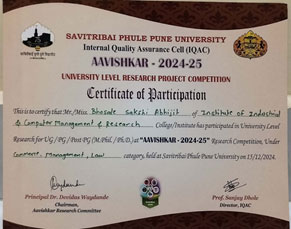 SAVITRIBAI PHULE PUNE UNIVERSITY
Internal Quality Assurance Cell (IQAC)
AAVISHKAR - 2024-25
UNIVERSITY LEVEL RESEARCH PROJECT COMPETITION
Certificate of Participation
This is to certify that Mr./Miss Bhosale Sakshi Abhijit of Institute of Industrial
& Computer Management & Research College/Institute has participated in University Level
Research for UG / PG / Post PG (M.Phil. / Ph.D.) at "AAVISHKAR - 2024-25" Research Competition, Under
Commerce, Management, Law category, held at Savitribai Phule Pune University on 13/12/2024.
Principal Dr. Devidas Waydande
Chairman,
Aavishkar Research Committee
Prof. Sanjay Dhole
Director, IQAC